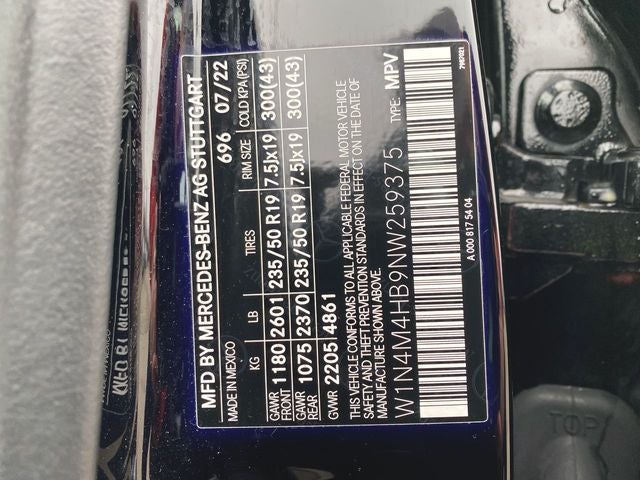 MFD BY MERCEDES-BENZ AG STUTTGART
MADE IN MEXICO 696 07/22
KG LB TIRES RIM SIZE COLD KPA (PSI)
GAWR FRONT 1180 2601 235/50 R19 7.5Jx19 300(43)
GAWR REAR 1075 2370 235/50 R19 7.5Jx19 300(43)
GVWR 2205 4861
THIS VEHICLE CONFORMS TO ALL APPLICABLE FEDERAL MOTOR VEHICLE
SAFETY AND THEFT PREVENTION STANDARDS IN EFFECT ON THE DATE OF
MANUFACTURE SHOWN ABOVE.
W1N4M4HB9NW259375 TYPE: MPV
A 000 817 54 04
7967021
TOP